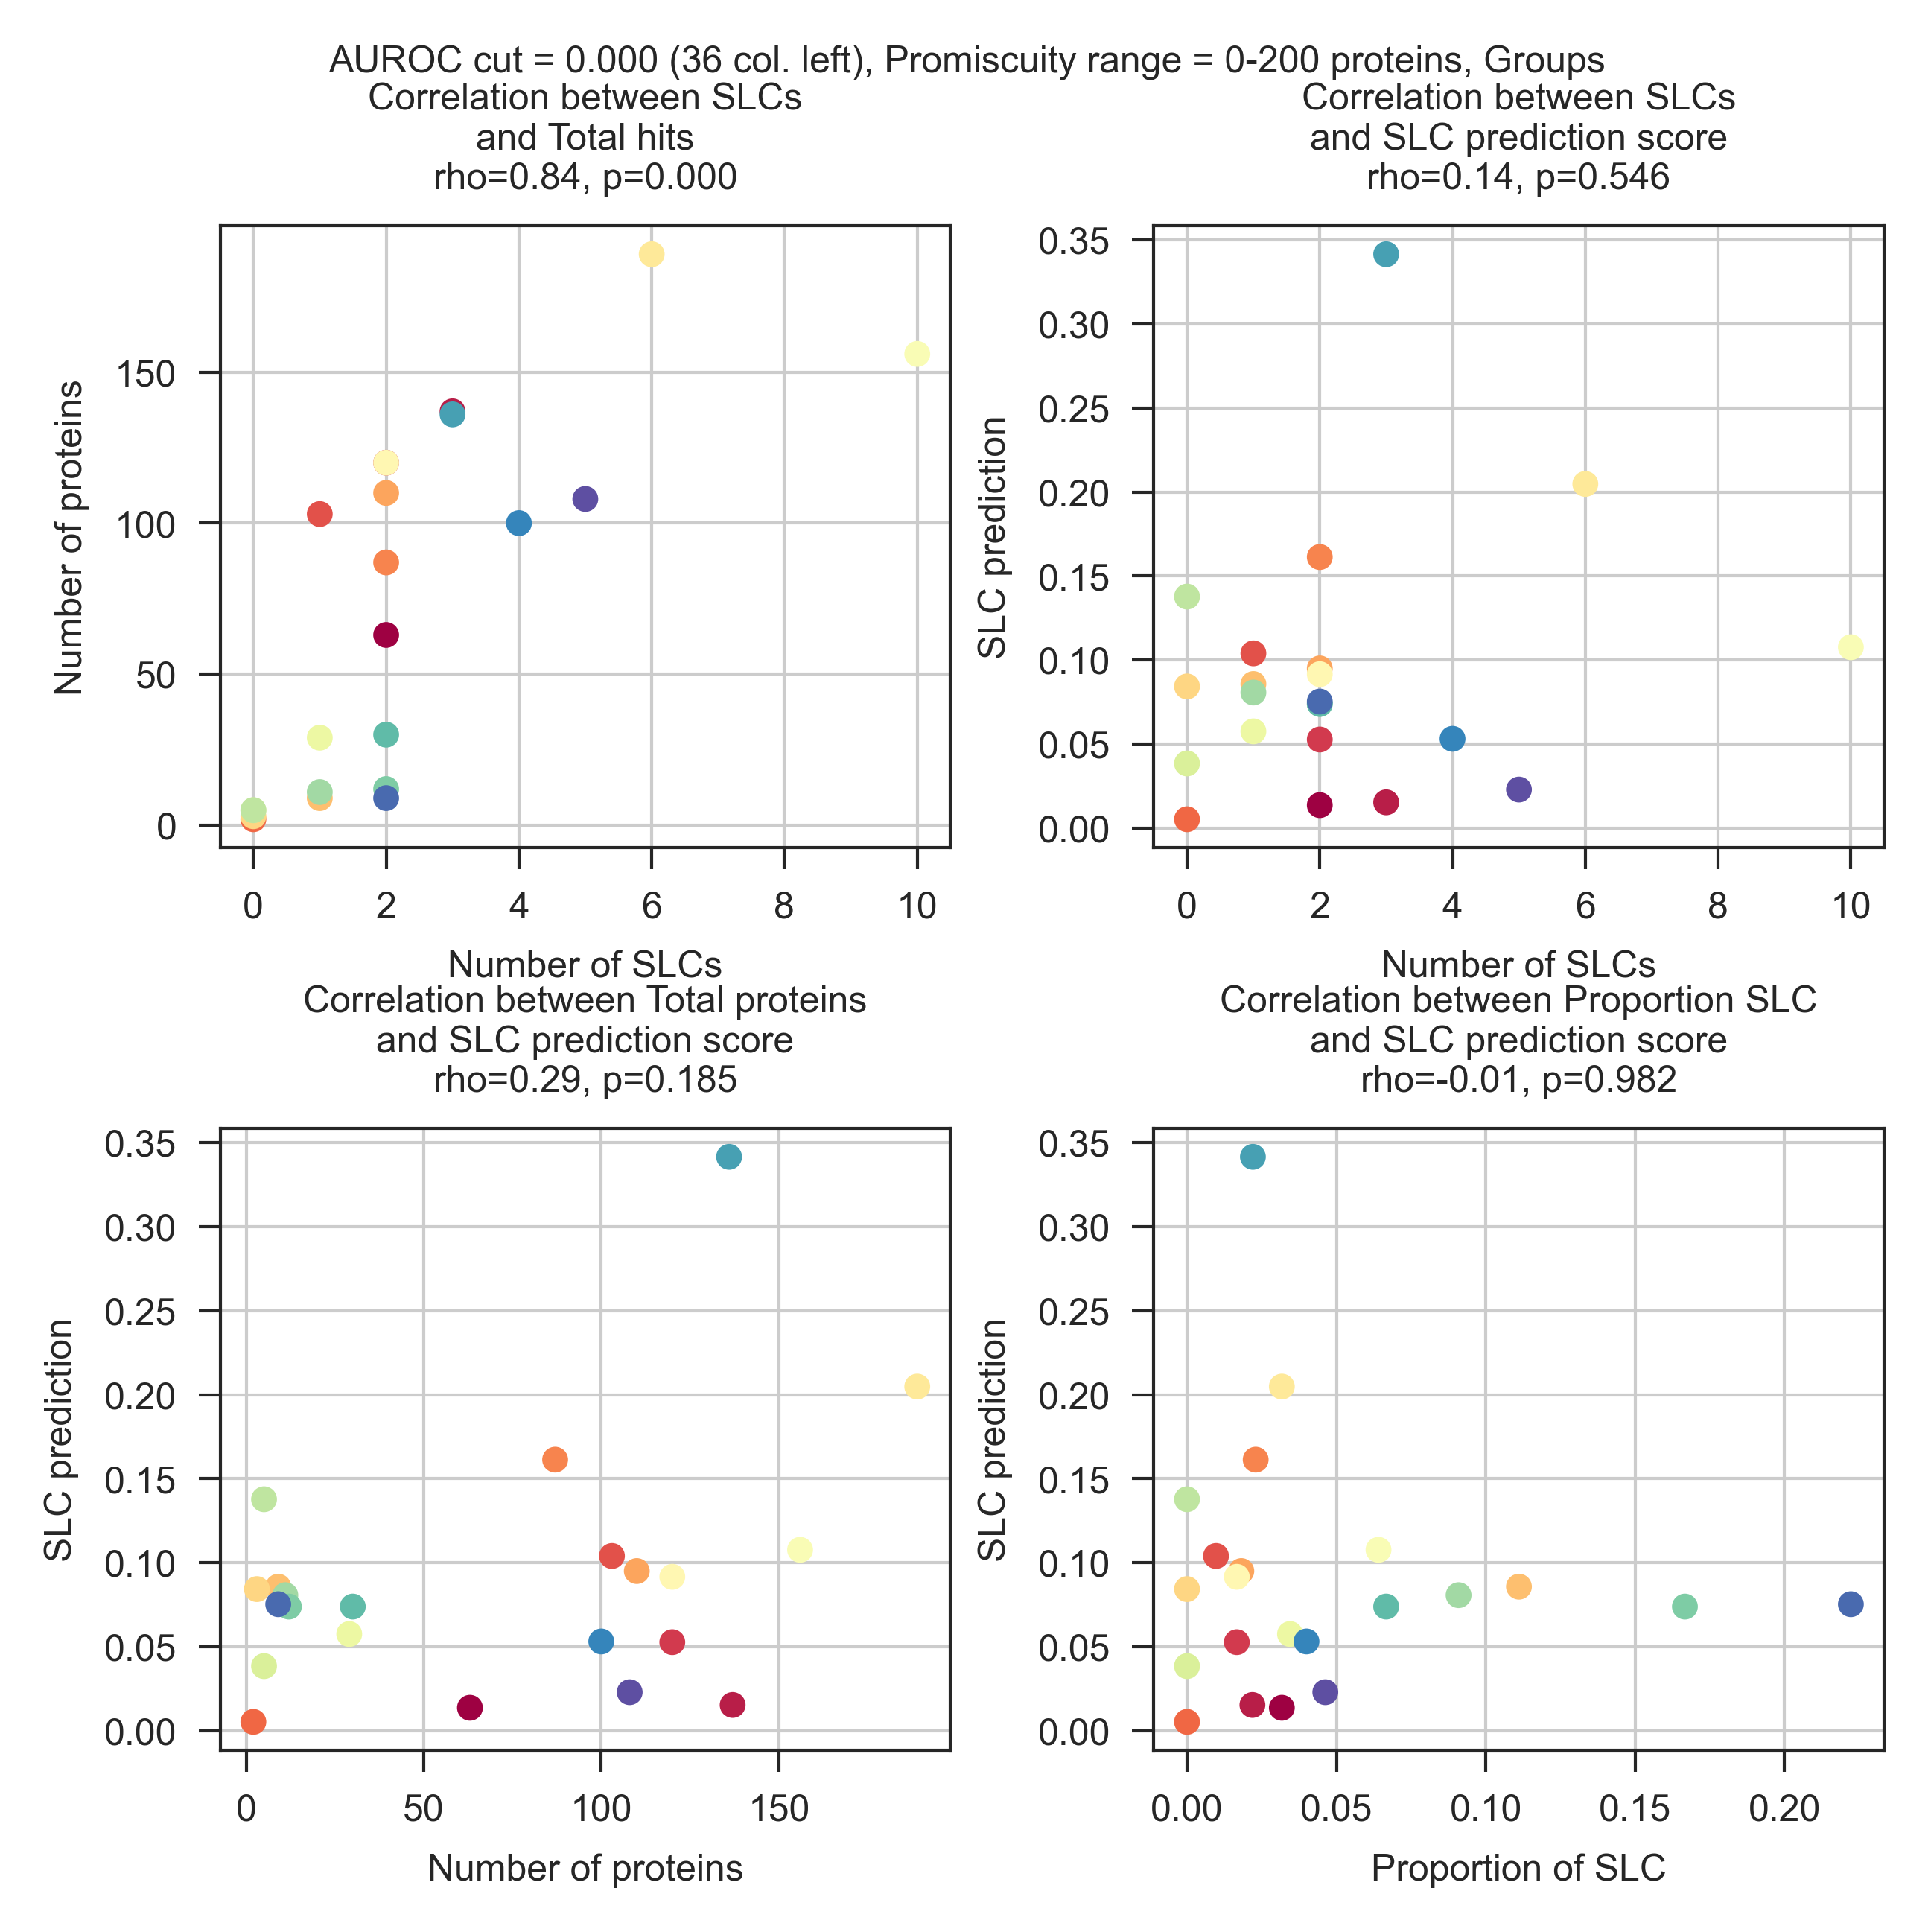 AUROC cut = 0.000 (36 col. left), Promiscuity range = 0-200 proteins, Groups
Correlation between SLCs
and Total hits
rho=0.84, p=0.000
Number of proteins
150
100
50
0
0 2 4 6 8 10
Number of SLCs
Correlation between SLCs
and SLC prediction score
rho=0.14, p=0.546
SLC prediction
0.35
0.30
0.25
0.20
0.15
0.10
0.05
0.00
0 2 4 6 8 10
Number of SLCs
Correlation between Total proteins
and SLC prediction score
rho=0.29, p=0.185
SLC prediction
0.35
0.30
0.25
0.20
0.15
0.10
0.05
0.00
0 50 100 150
Number of proteins
Correlation between Proportion SLC
and SLC prediction score
rho=-0.01, p=0.982
SLC prediction
0.35
0.30
0.25
0.20
0.15
0.10
0.05
0.00
0.00 0.05 0.10 0.15 0.20
Proportion of SLC